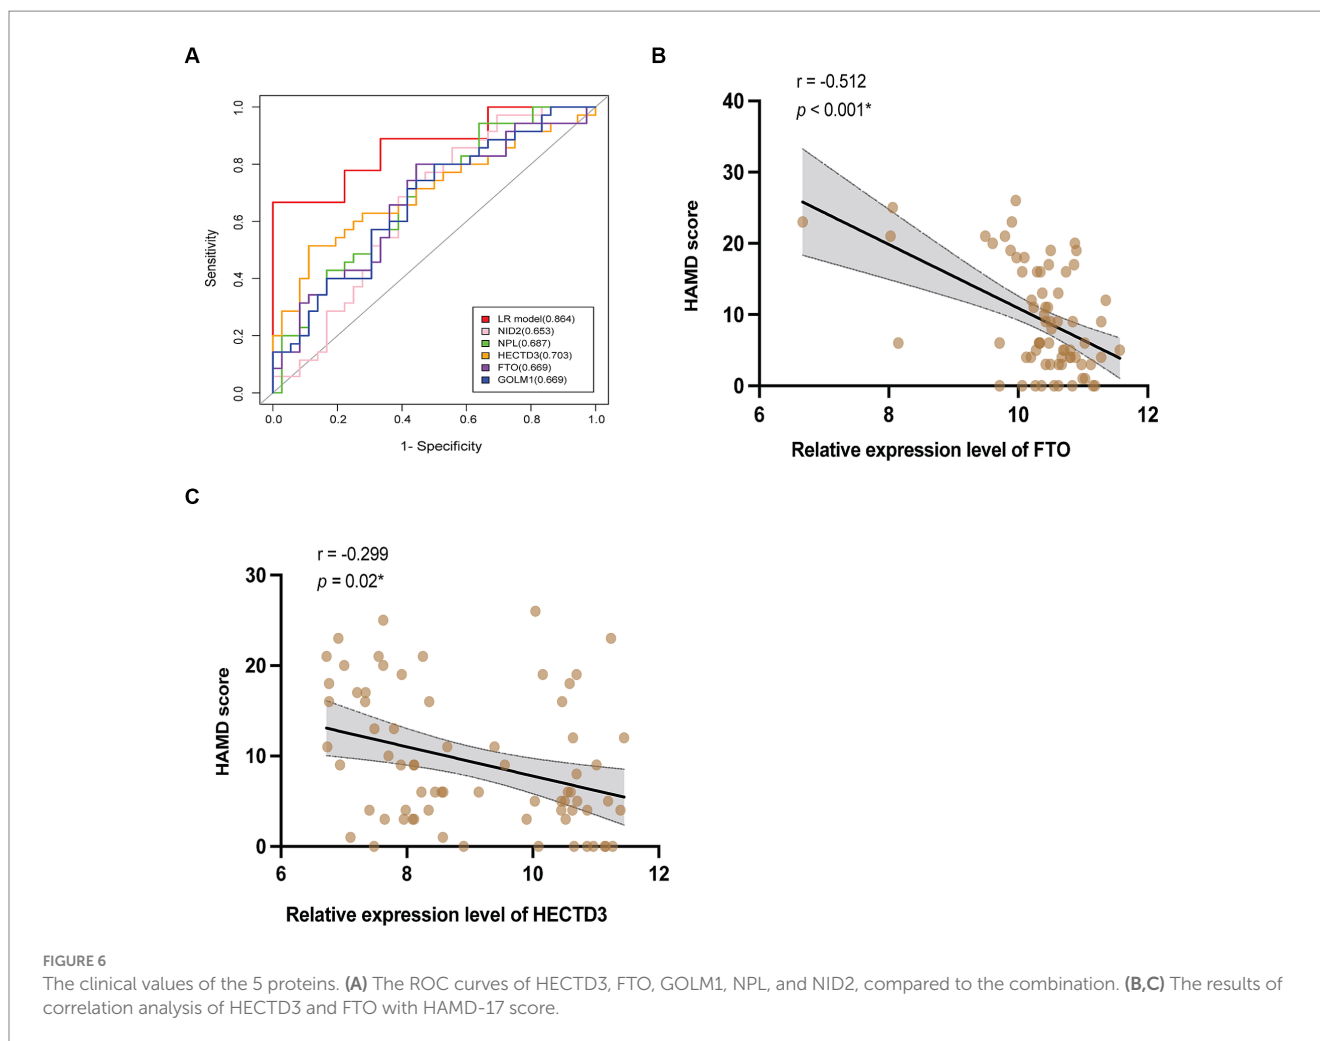 A
1.0
0.8
0.6
0.4
0.2
0.0
Sensitivity
0.0 0.2 0.4 0.6 0.8 1.0
1- Specificity
LR model(0.864)
NID2(0.653)
NPL(0.687)
HECTD3(0.703)
FTO(0.669)
GOLM1(0.669)
B
r = -0.512
p < 0.001*
40
30
20
10
0
HAMD score
6 8 10 12
Relative expression level of FTO
C
r = -0.299
p = 0.02*
30
20
10
0
HAMD score
6 8 10 12
Relative expression level of HECTD3
FIGURE 6
The clinical values of the 5 proteins. (A) The ROC curves of HECTD3, FTO, GOLM1, NPL, and NID2, compared to the combination. (B,C) The results of
correlation analysis of HECTD3 and FTO with HAMD-17 score.